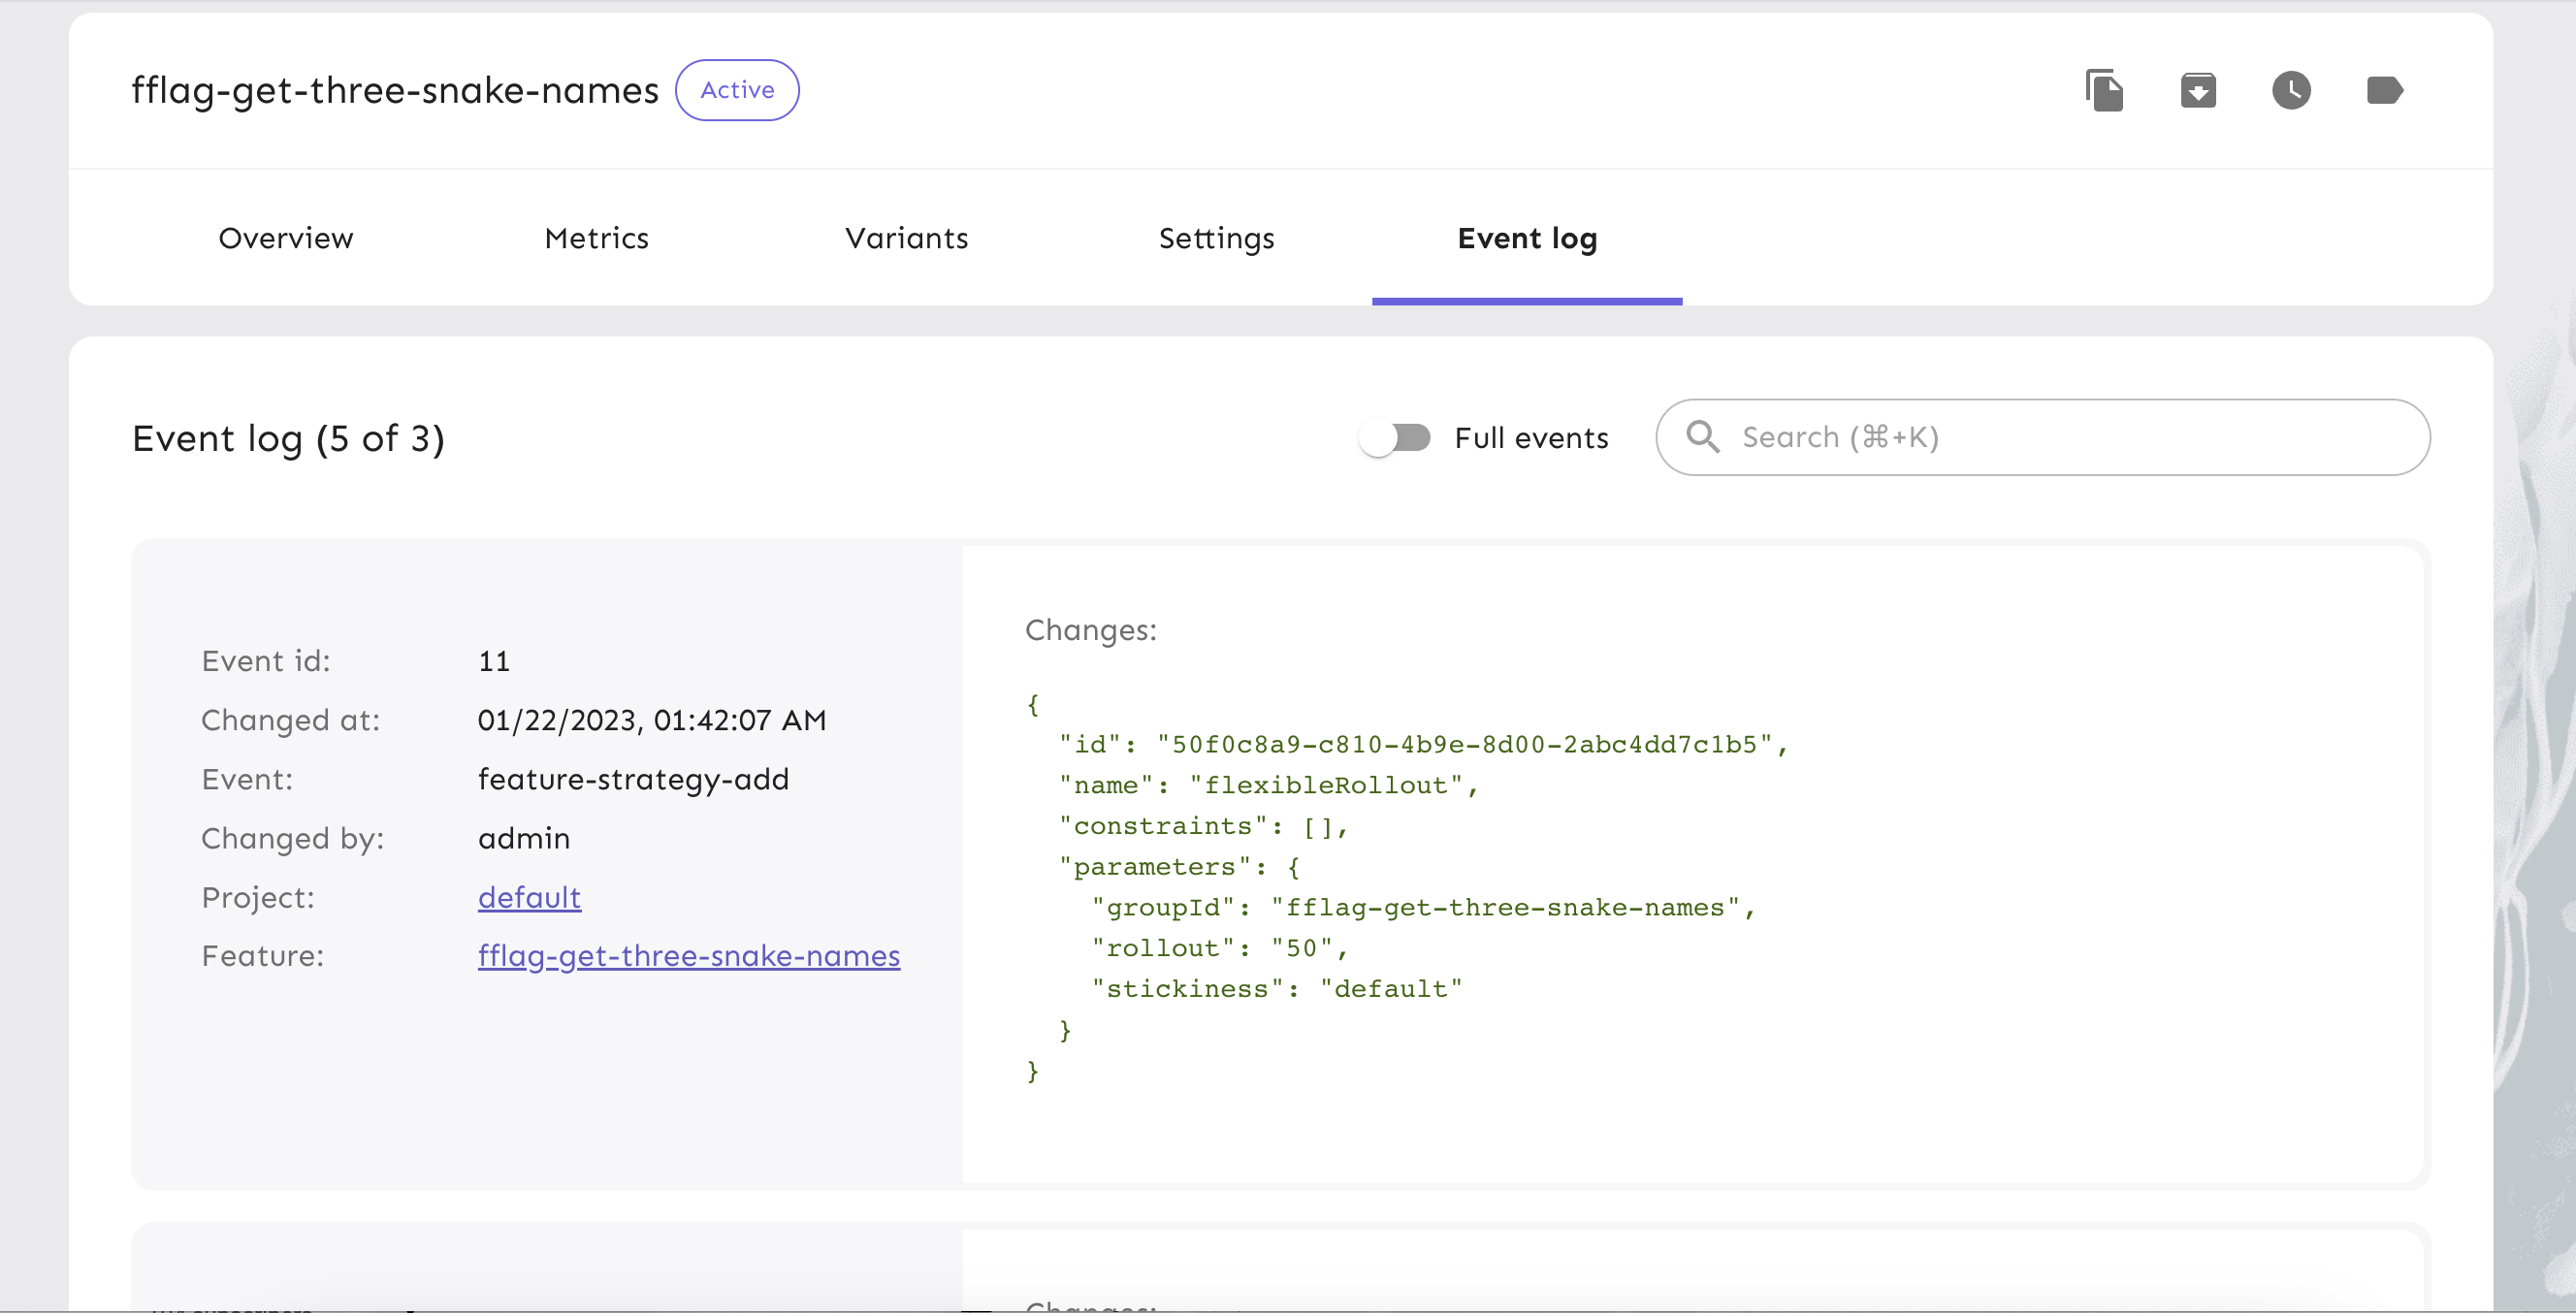 fflag-get-three-snake-names Active
Overview Metrics Variants Settings Event log
Event log (5 of 3) Full events Search (⌘+K)
Event id: 11
Changed at: 01/22/2023, 01:42:07 AM
Event: feature-strategy-add
Changed by: admin
Project: default
Feature: fflag-get-three-snake-names
Changes:
{
  "id": "50f0c8a9-c810-4b9e-8d00-2abc4dd7c1b5",
  "name": "flexibleRollout",
  "constraints": [],
  "parameters": {
    "groupId": "fflag-get-three-snake-names",
    "rollout": "50",
    "stickiness": "default"
  }
}
Changes: